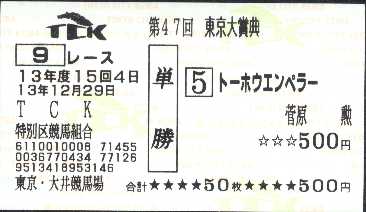 TCK
第47回 東京大賞典
9レース
13年度15回4日
13年12月29日
TCK
特別区競馬組合
6110010008 71455
0036770434 77126
9513418953146
東京・大井競馬場
単勝
5 トーホウエンペラー
菅原 勲
☆☆☆500円
合計★★★★50枚★★★★500円